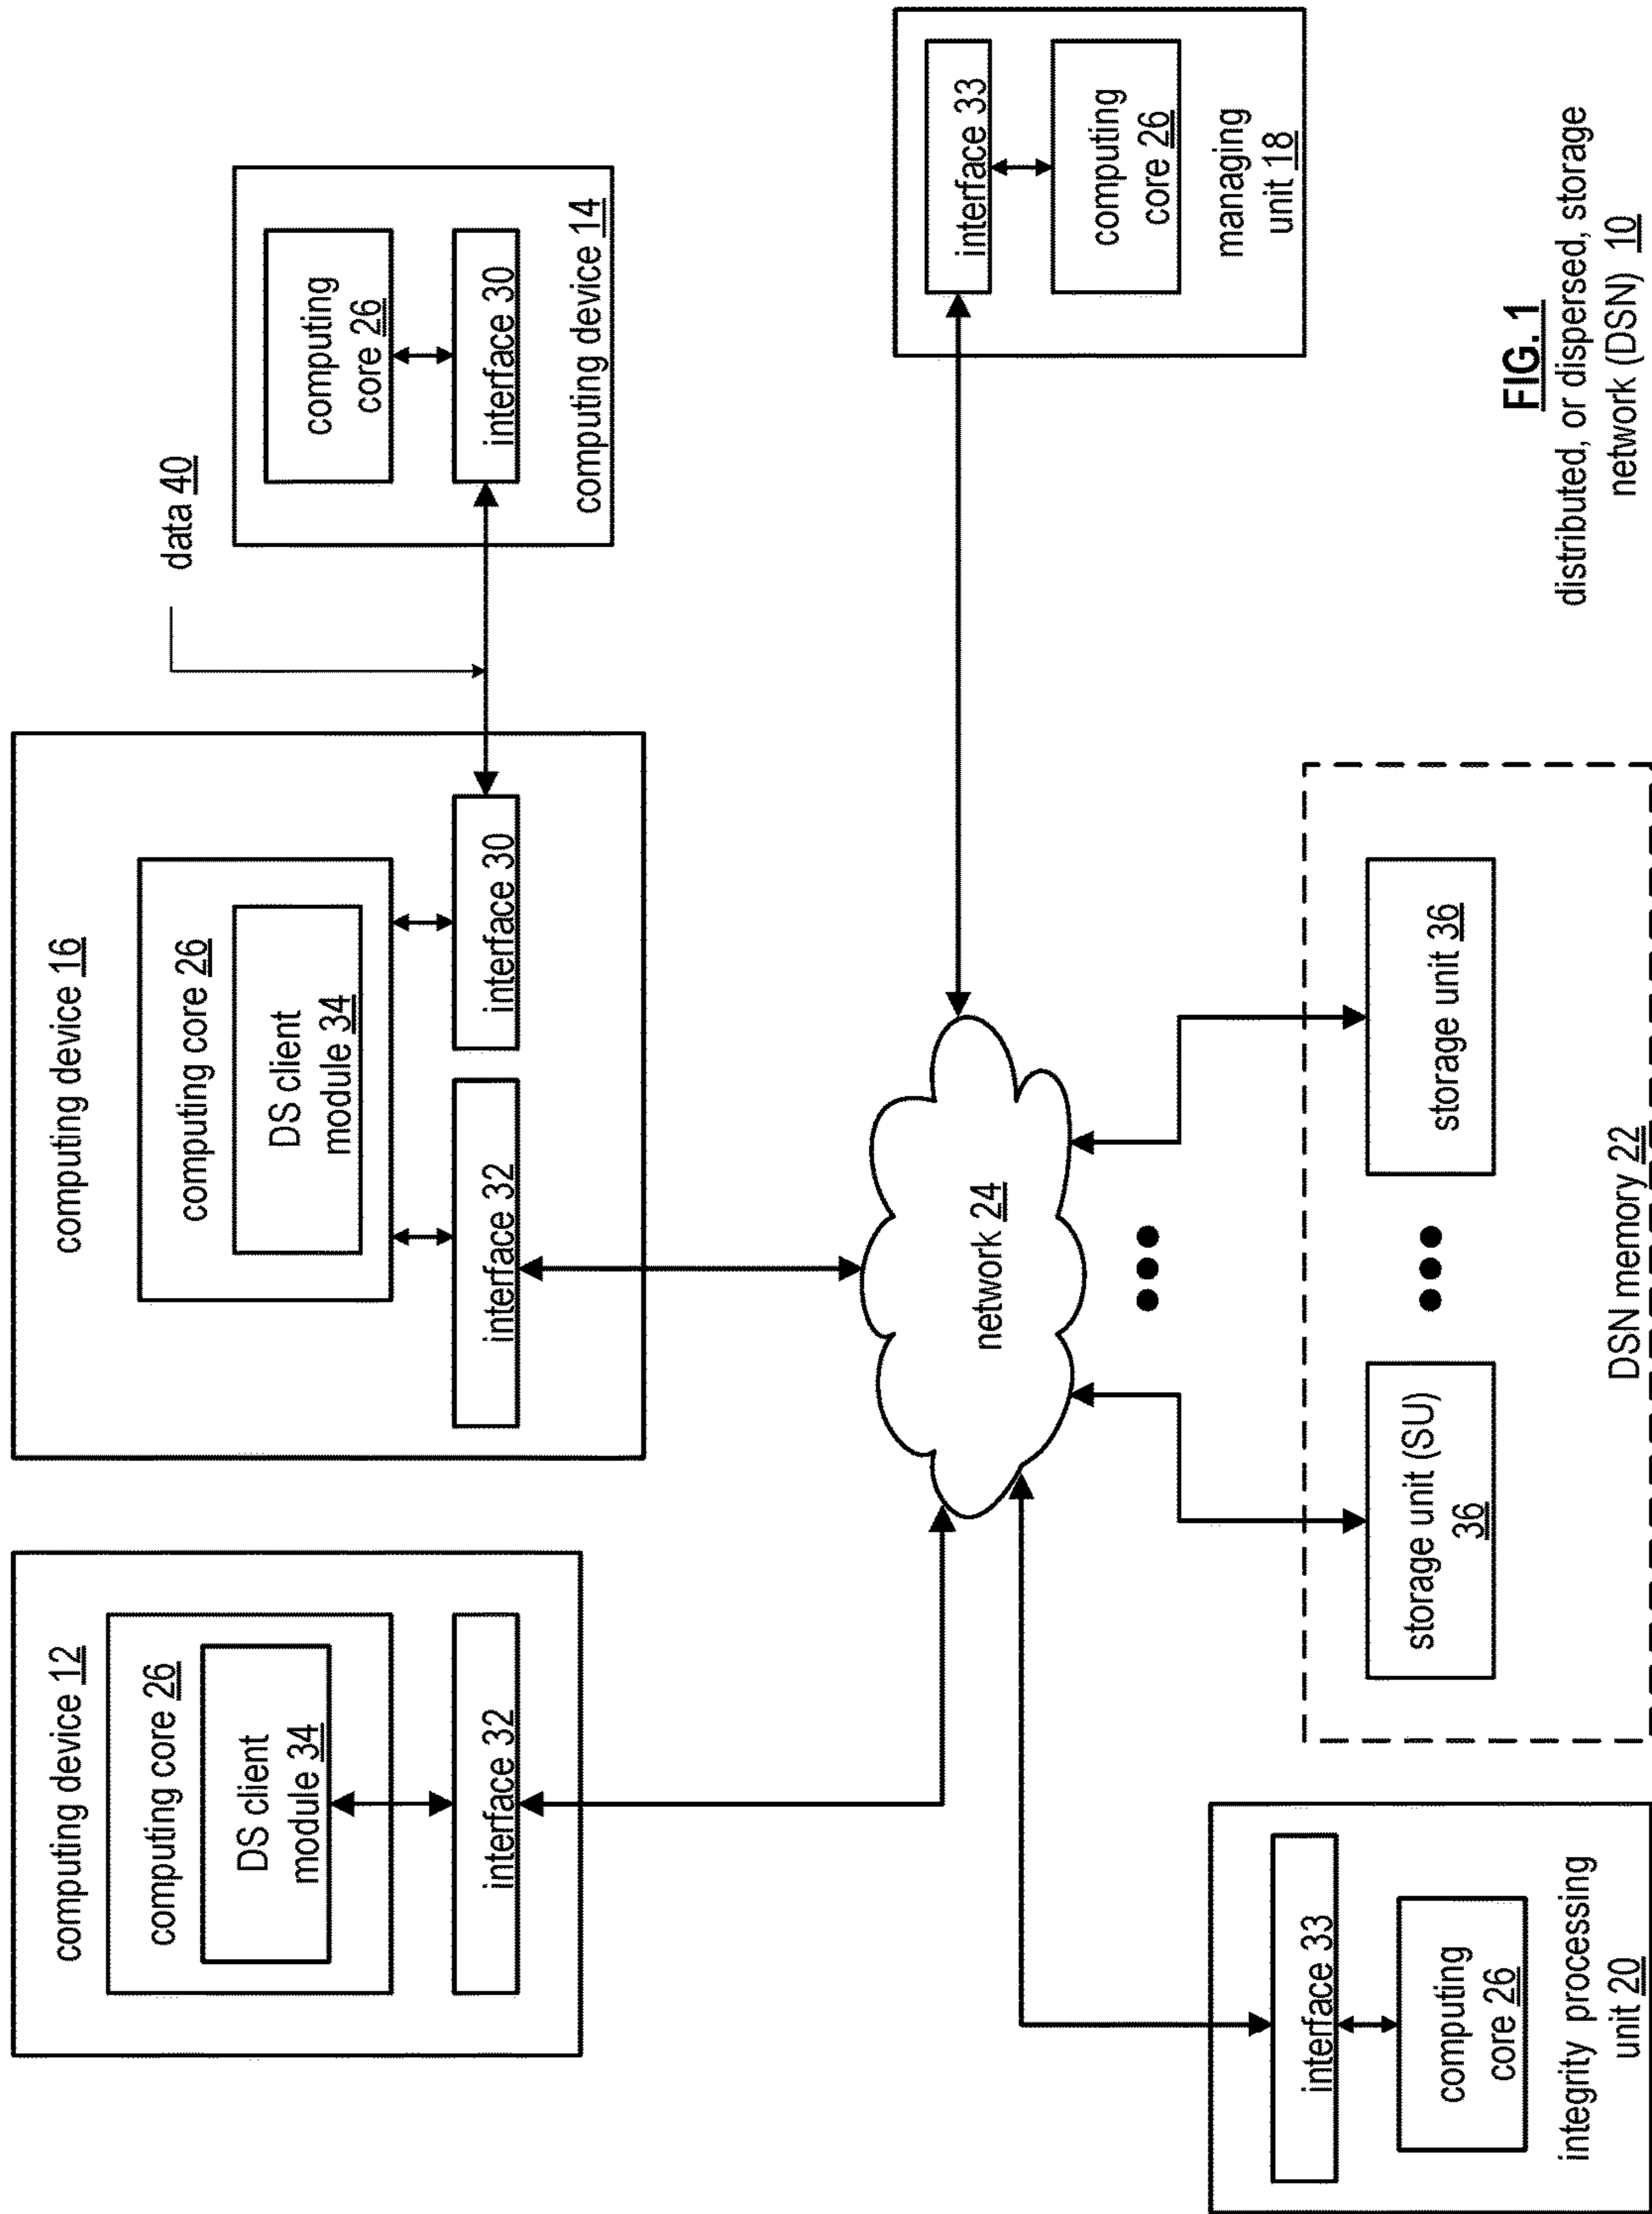 computing device 12
computing core 26
DS client
module 34
interface 32
computing device 16
computing core 26
DS client
module 34
interface 32
interface 30
data 40
computing
core 26
interface 30
computing device 14
network 24
interface 33
computing
core 26
managing
unit 18
interface 33
computing
core 26
integrity processing
unit 20
storage unit (SU)
36
storage unit 36
DSN memory 22
FIG. 1
distributed, or dispersed, storage
network (DSN) 10